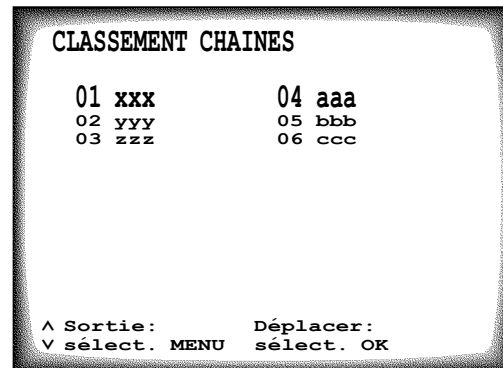 CLASSEMENT CHAINES
01 xxx 04 aaa
02 yyy 05 bbb
03 zzz 06 ccc
∧ Sortie: Déplacer:
∨ sélect. MENU sélect. OK